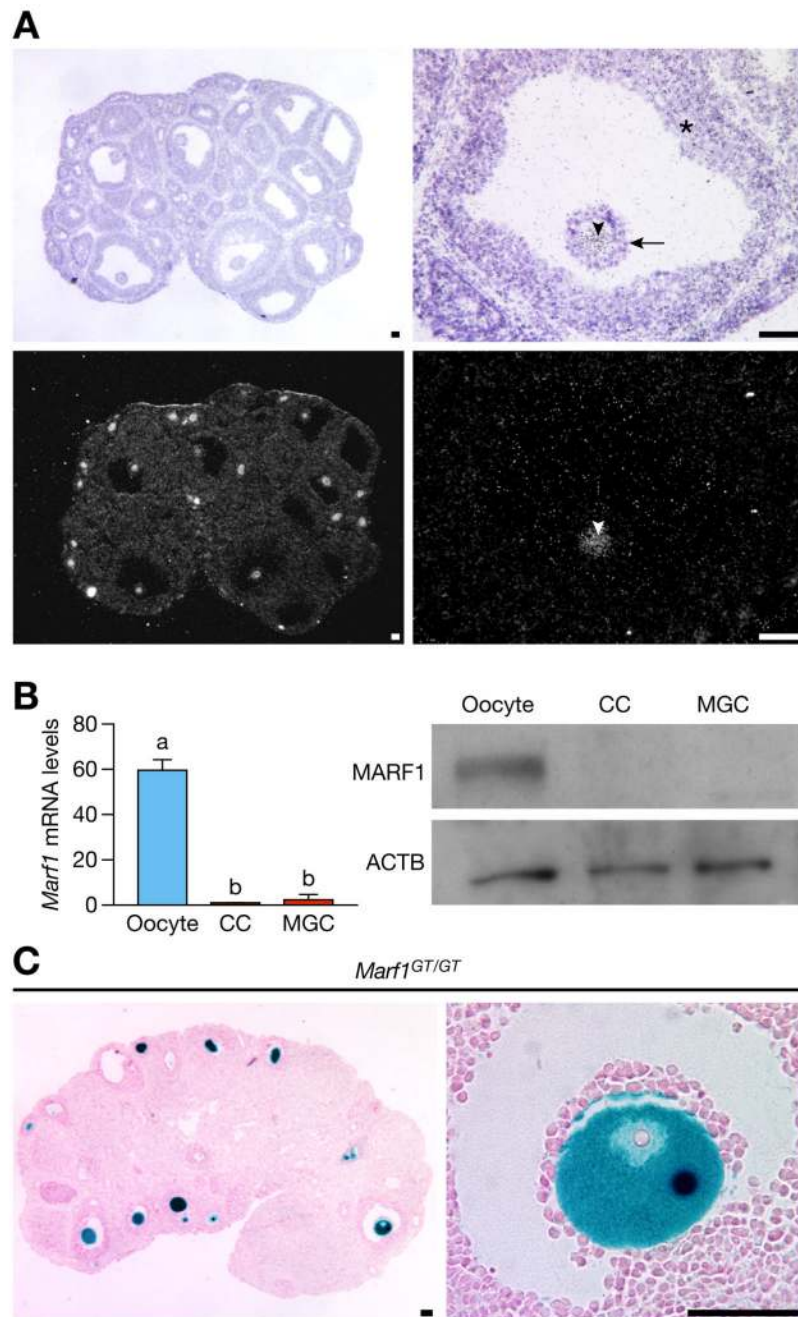 A
*
B
Marf1 mRNA levels
80
60
40
20
0
a
b
b
Oocyte
CC
MGC
Oocyte CC MGC
MARF1
ACTB
C
Marf1GT/GT